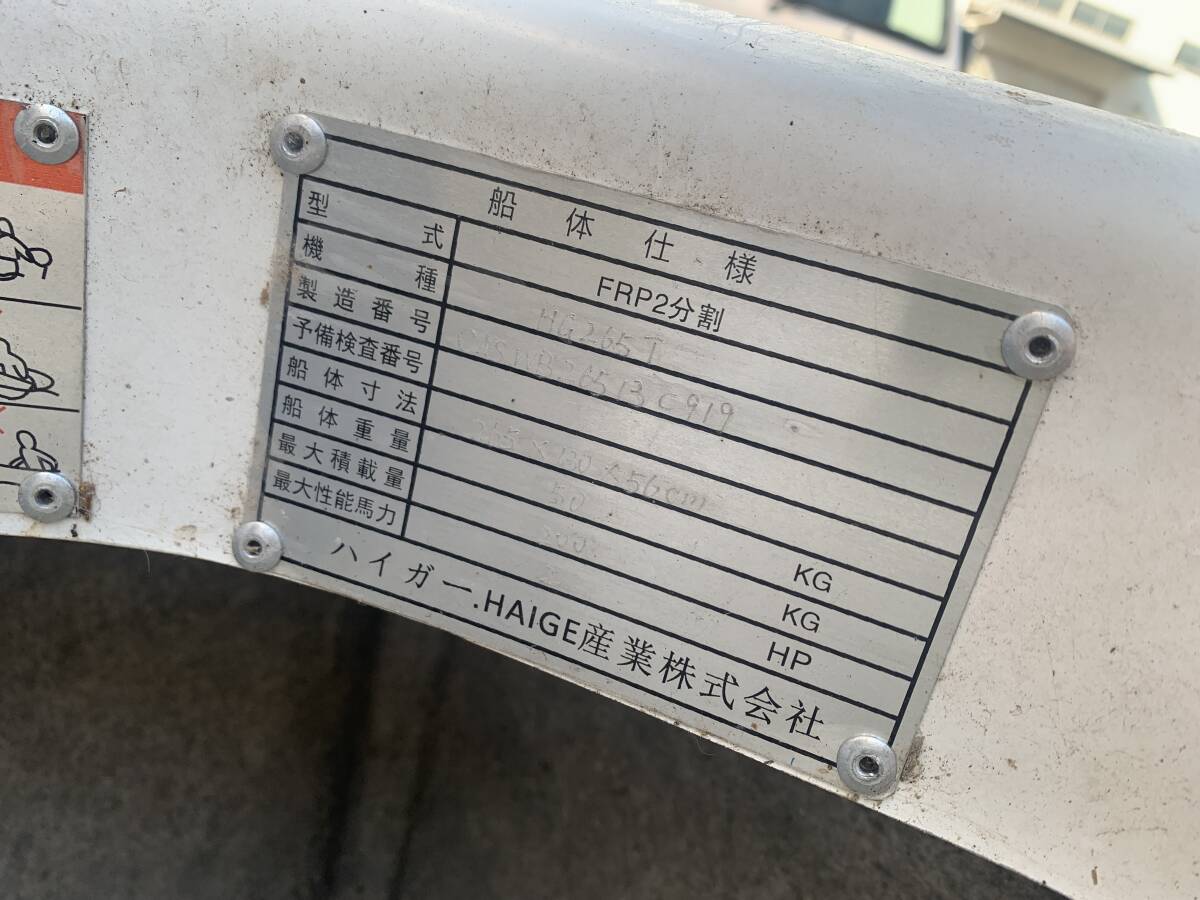 船体仕様
型式 FRP2分割
機種 HG265T
製造番号
予備検査番号
船体寸法
船体重量 50 KG
最大積載量 KG
最大性能馬力 HP
ハイガー.HAIGE産業株式会社